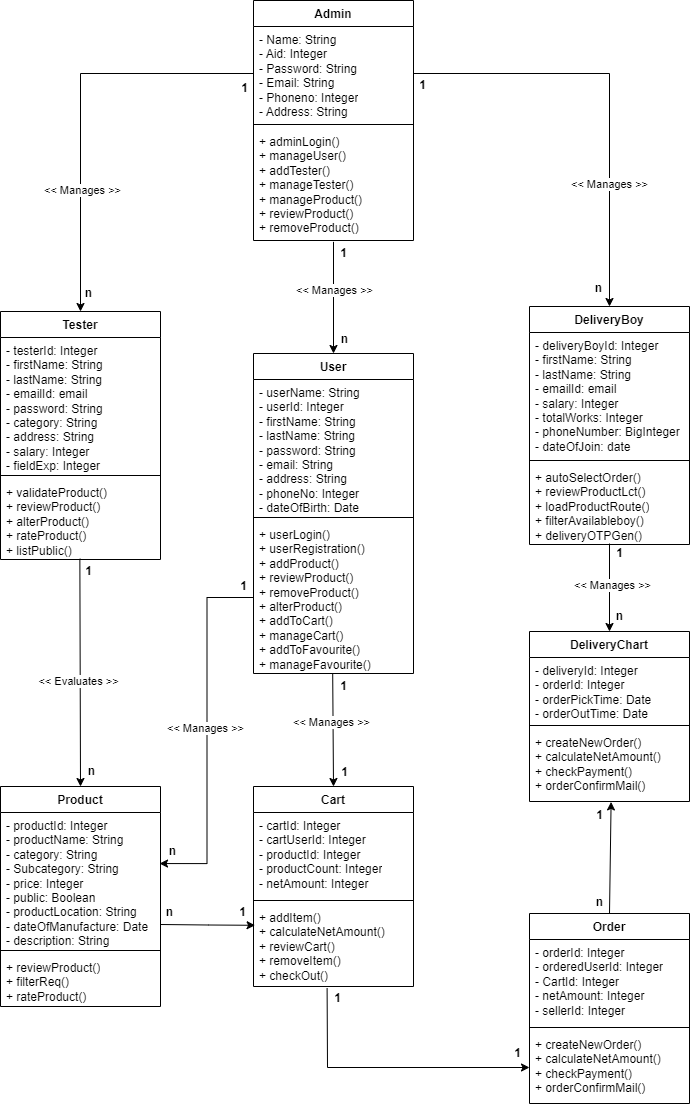 Admin
- Name: String
- Aid: Integer
- Password: String
- Email: String
- Phoneno: Integer
- Address: String
+ adminLogin()
+ manageUser()
+ addTester()
+ manageTester()
+ manageProduct()
+ reviewProduct()
+ removeProduct()
1
1
1
<< Manages >>
<< Manages >>
<< Manages >>
n
n
n
Tester
- testerId: Integer
- firstName: String
- lastName: String
- emailId: email
- password: String
- category: String
- address: String
- salary: Integer
- fieldExp: Integer
+ validateProduct()
+ reviewProduct()
+ alterProduct()
+ rateProduct()
+ listPublic()
User
- userName: String
- userId: Integer
- firstName: String
- lastName: String
- password: String
- email: String
- address: String
- phoneNo: Integer
- dateOfBirth: Date
+ userLogin()
+ userRegistration()
+ addProduct()
+ reviewProduct()
+ removeProduct()
+ alterProduct()
+ addToCart()
+ manageCart()
+ addToFavourite()
+ manageFavourite()
DeliveryBoy
- deliveryBoyId: Integer
- firstName: String
- lastName: String
- emailId: email
- salary: Integer
- totalWorks: Integer
- phoneNumber: BigInteger
- dateOfJoin: date
+ autoSelectOrder()
+ reviewProductLct()
+ loadProductRoute()
+ filterAvailableboy()
+ deliveryOTPGen()
1
<< Evaluates >>
n
1
<< Manages >>
n
1
<< Manages >>
1
1
<< Manages >>
n
DeliveryChart
- deliveryId: Integer
- orderId: Integer
- orderPickTime: Date
- orderOutTime: Date
+ createNewOrder()
+ calculateNetAmount()
+ checkPayment()
+ orderConfirmMail()
Product
- productId: Integer
- productName: String
- category: String
- Subcategory: String
- price: Integer
- public: Boolean
- productLocation: String
- dateOfManufacture: Date
- description: String
+ reviewProduct()
+ filterReq()
+ rateProduct()
n
1
Cart
- cartId: Integer
- cartUserId: Integer
- productId: Integer
- productCount: Integer
- netAmount: Integer
+ addItem()
+ calculateNetAmount()
+ reviewCart()
+ removeItem()
+ checkOut()
1
n
1
1
Order
- orderId: Integer
- orderedUserId: Integer
- CartId: Integer
- netAmount: Integer
- sellerId: Integer
+ createNewOrder()
+ calculateNetAmount()
+ checkPayment()
+ orderConfirmMail()